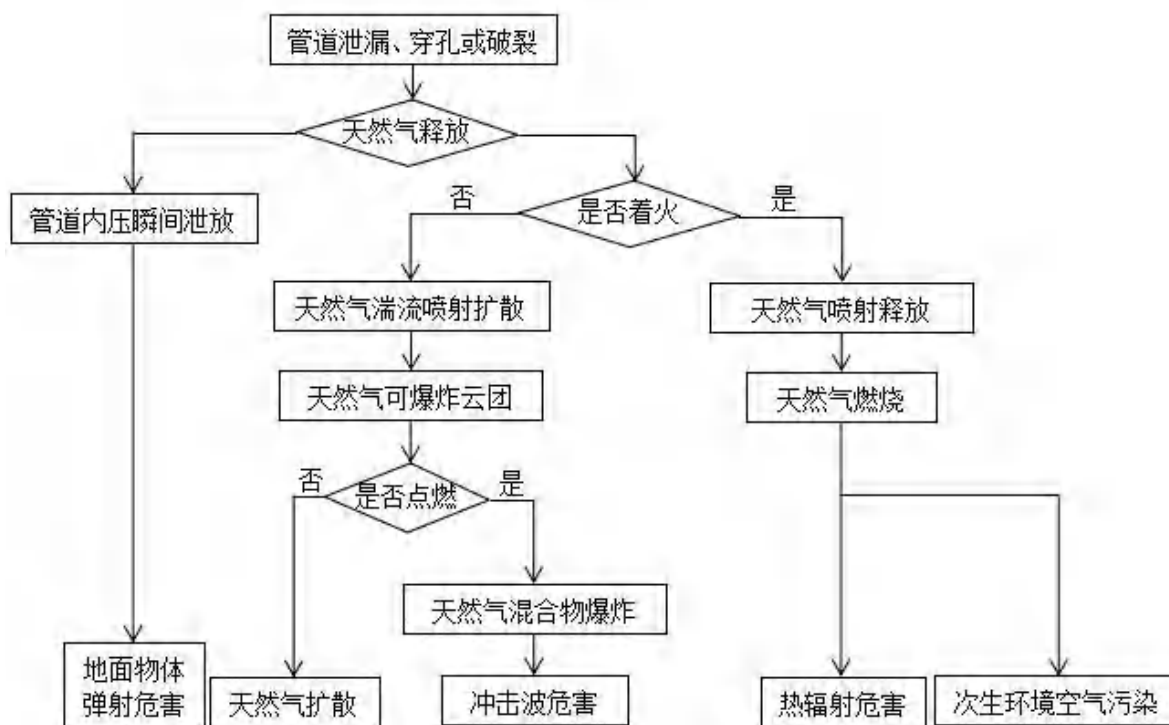 管道泄漏、穿孔或破裂
天然气释放
管道内压瞬间泄放
否
是否着火
是
天然气湍流喷射扩散
天然气喷射释放
天然气可爆炸云团
天然气燃烧
否
是否点燃
是
天然气混合物爆炸
地面物体
弹射危害
天然气扩散
冲击波危害
热辐射危害
次生环境空气污染